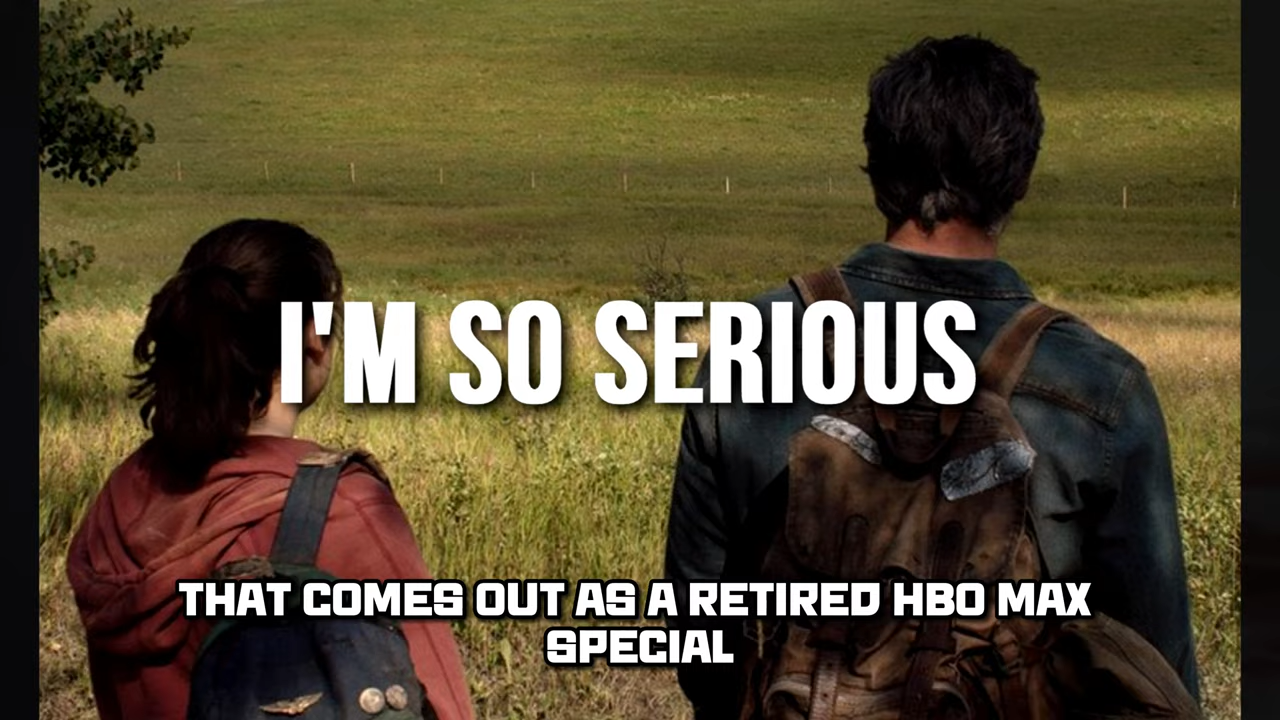 I'M SO SERIOUS
THAT COMES OUT AS A RETIRED HBO MAX
SPECIAL